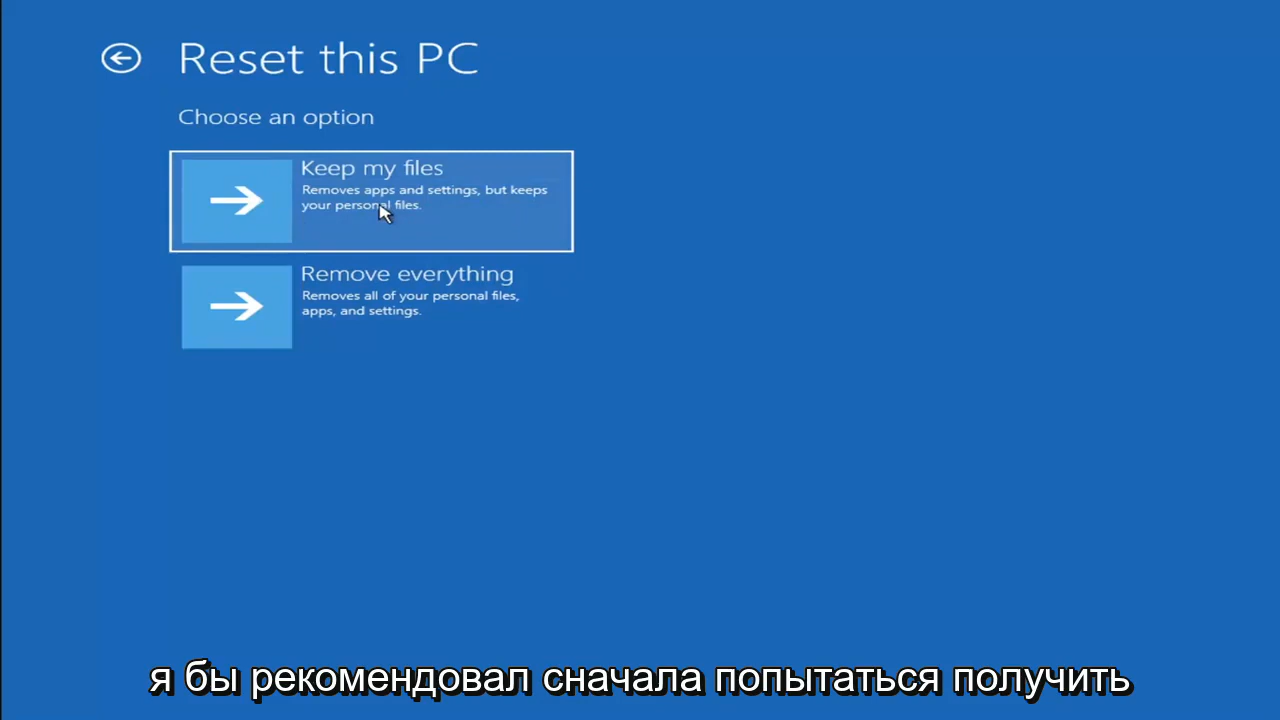 Reset this PC
Choose an option
Keep my files
Removes apps and settings, but keeps
your personal files.
Remove everything
Removes all of your personal files,
apps, and settings.
я бы рекомендовал сначала попытаться получить